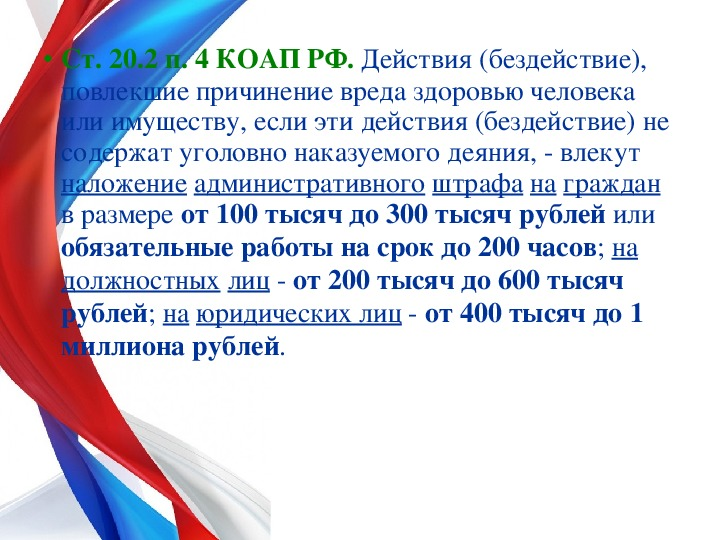 • Ст. 20.2 п. 4 КОАП РФ. Действия (бездействие),
повлекшие причинение вреда здоровью человека
или имуществу, если эти действия (бездействие) не
содержат уголовно наказуемого деяния, - влекут
наложение административного штрафа на граждан
в размере от 100 тысяч до 300 тысяч рублей или
обязательные работы на срок до 200 часов; на
должностных лиц - от 200 тысяч до 600 тысяч
рублей; на юридических лиц - от 400 тысяч до 1
миллиона рублей.